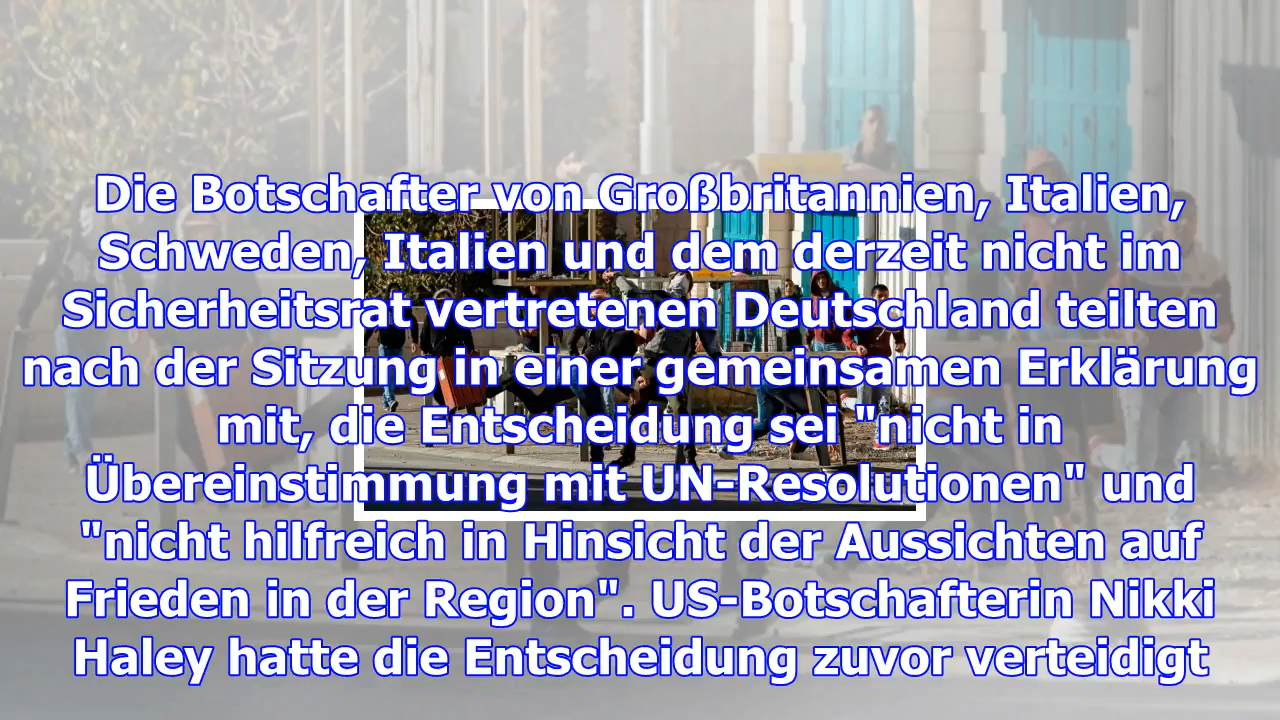 Die Botschafter von Großbritannien, Italien,
Schweden, Italien und dem derzeit nicht im
Sicherheitsrat vertretenen Deutschland teilten
nach der Sitzung in einer gemeinsamen Erklärung
mit, die Entscheidung sei "nicht in
Übereinstimmung mit UN-Resolutionen" und
"nicht hilfreich in Hinsicht der Aussichten auf
Frieden in der Region". US-Botschafterin Nikki
Haley hatte die Entscheidung zuvor verteidigt